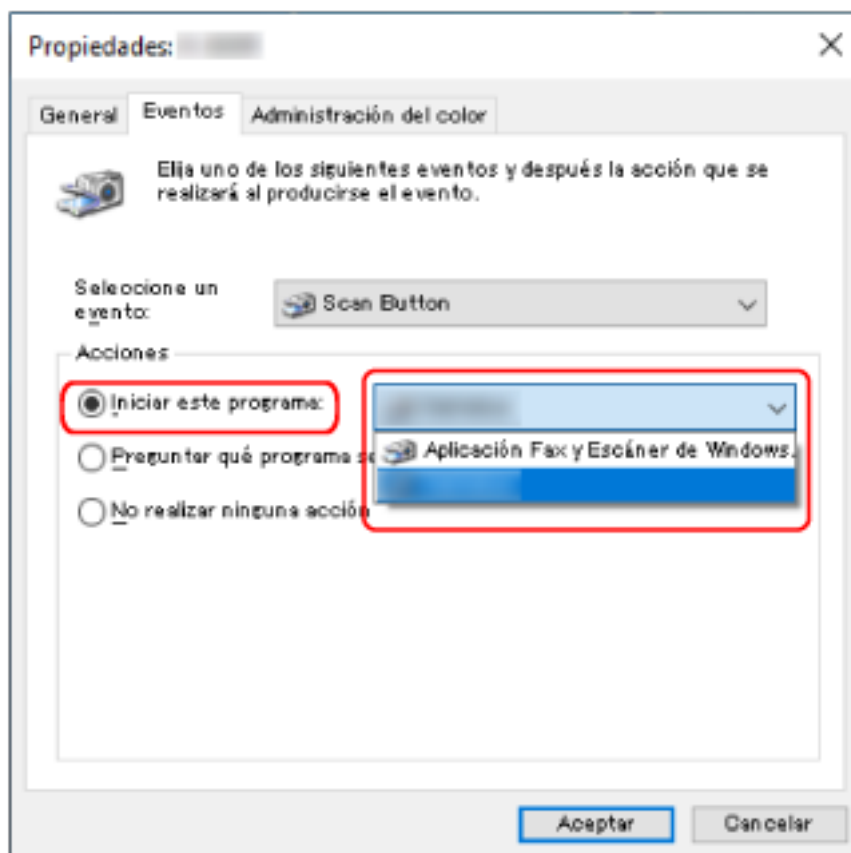 Propiedades:
General Eventos Administración del color
Elija uno de los siguientes eventos y después la acción que se
realizará al producirse el evento.
Seleccione un
evento:
Scan Button
Acciones
Iniciar este programa:
Aplicación Fax y Escáner de Windows.
Preguntar qué programa
No realizar ninguna acción
Aceptar Cancelar